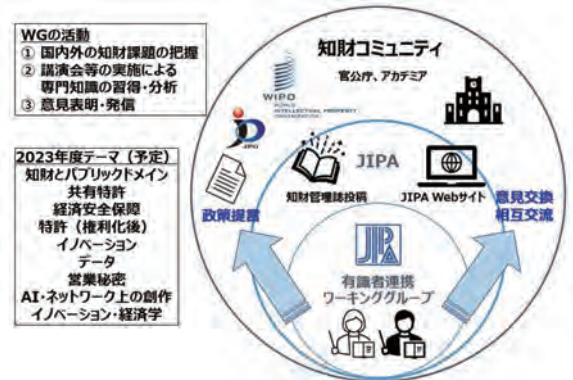 WGの活動
① 国内外の知財課題の把握
② 講演会等の実施による
専門知識の習得・分析
③ 意見表明・発信
2023年度テーマ（予定）
知財とパブリックドメイン
共有特許
経済安全保障
特許（権利化後）
イノベーション
データ
営業秘密
AI・ネットワーク上の創作
イノベーション・経済学
知財コミュニティ
官公庁、アカデミア
WIPO
WORLD
INTELLECTUAL PROPERTY
ORGANIZATION
JPO
JIPA
知財管理誌投稿
JIPA Webサイト
政策提言
意見交換
相互交流
JIPA
有識者連携
ワーキンググループ